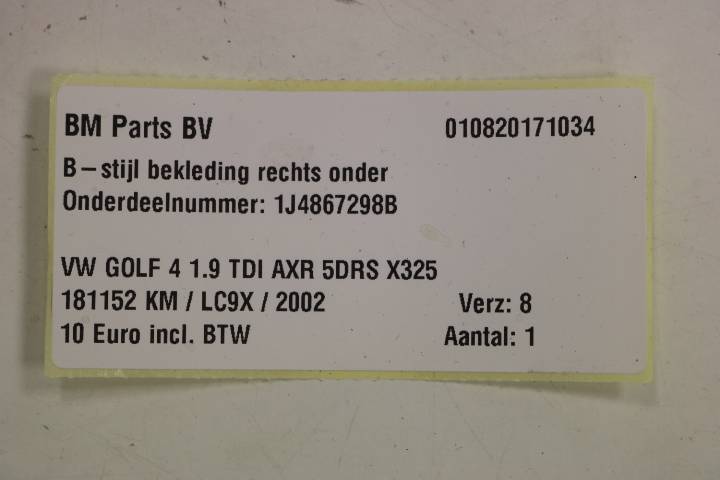 BM Parts BV 010820171034
B-stijl bekleding rechts onder
Onderdeelnummer: 1J4867298B
VW GOLF 4 1.9 TDI AXR 5DRS X325
181152 KM / LC9X / 2002 Verz: 8
10 Euro incl. BTW Aantal: 1